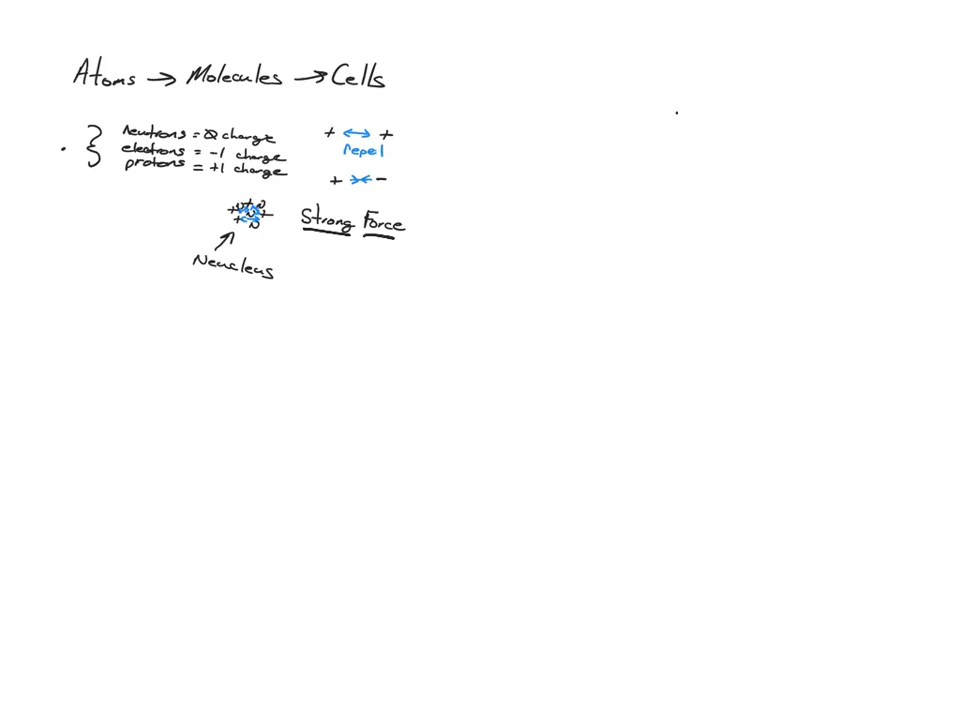 Atoms → Molecules → Cells
neutrons = 0 charge
electrons = -1 charge
protons = +1 charge
+ ↔ +
repel
+ →← -
Strong Force
Neucleus